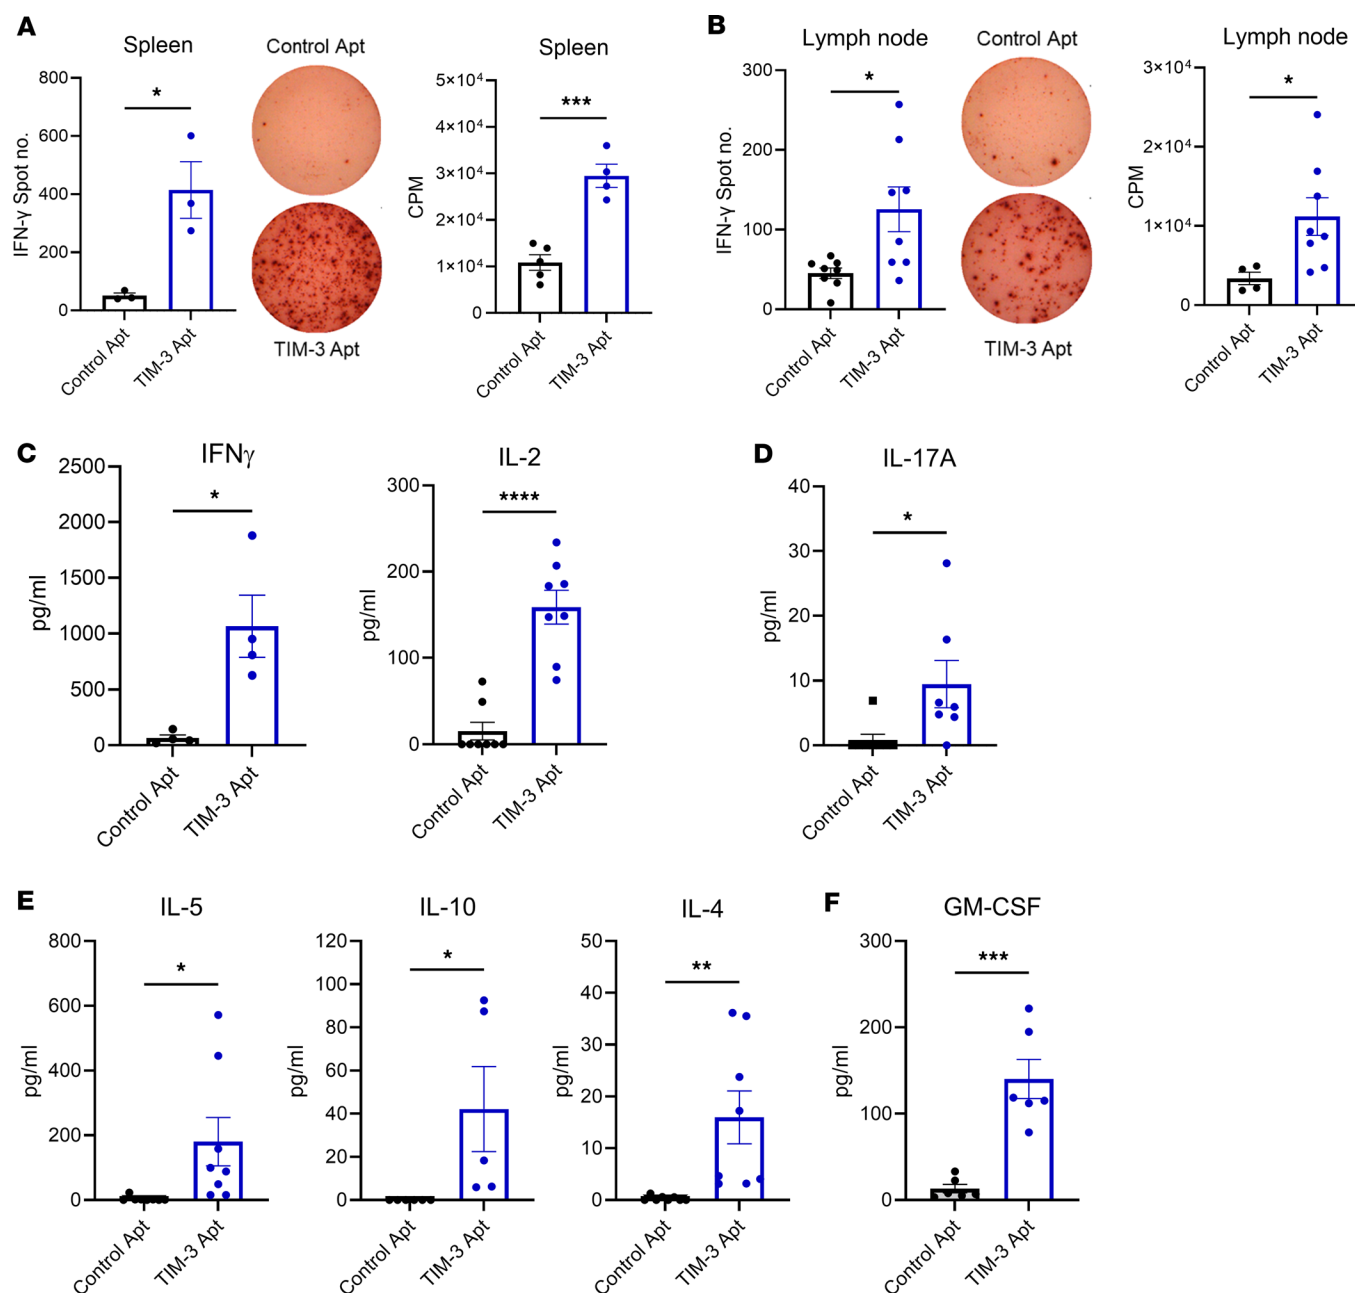 A
Spleen
Control Apt
Spleen
IFN-γ Spot no.
800
600
400
200
0
*
Control Apt
TIM-3 Apt
TIM-3 Apt
CPM
5×10⁴
4×10⁴
3×10⁴
2×10⁴
1×10⁴
0
***
Control Apt
TIM-3 Apt
B
Lymph node
Control Apt
Lymph node
IFN-γ Spot no.
300
200
100
0
*
Control Apt
TIM-3 Apt
TIM-3 Apt
CPM
3×10⁴
2×10⁴
1×10⁴
0
*
Control Apt
TIM-3 Apt
C
IFNγ
pg/ml
2500
2000
1500
1000
500
0
*
Control Apt
TIM-3 Apt
IL-2
pg/ml
300
200
100
0
****
Control Apt
TIM-3 Apt
D
IL-17A
pg/ml
40
30
20
10
0
*
Control Apt
TIM-3 Apt
E
IL-5
pg/ml
800
600
400
200
0
*
Control Apt
TIM-3 Apt
IL-10
pg/ml
120
100
80
60
40
20
0
*
Control Apt
TIM-3 Apt
IL-4
pg/ml
50
40
30
20
10
0
**
Control Apt
TIM-3 Apt
F
GM-CSF
pg/ml
300
200
100
0
***
Control Apt
TIM-3 Apt